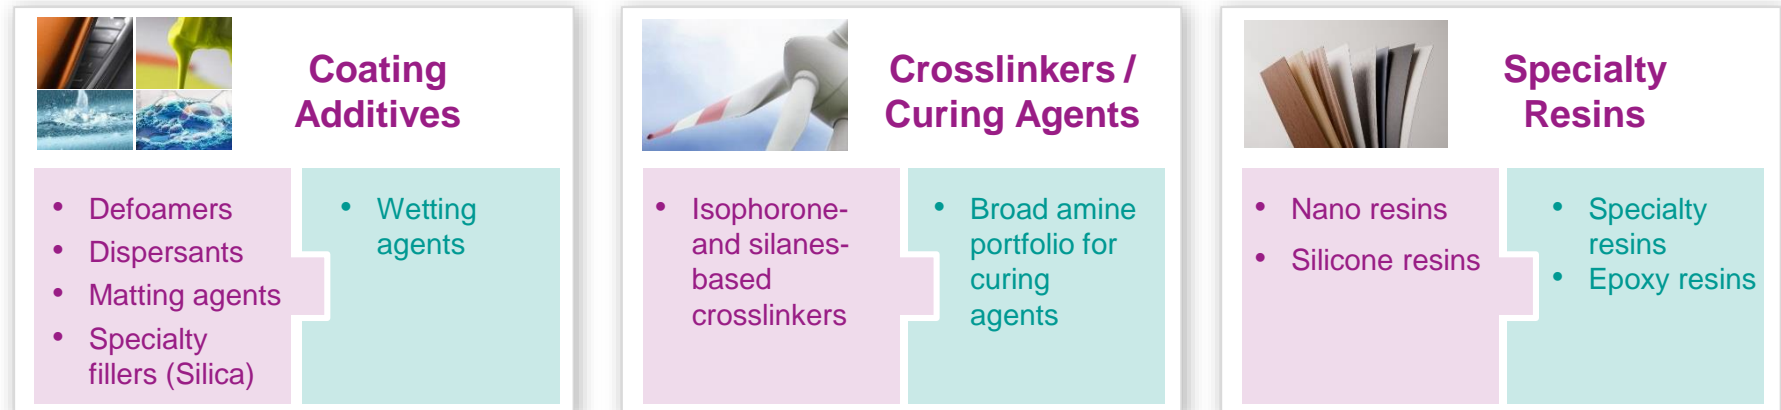 Coating
Additives
• Defoamers
• Dispersants
• Matting agents
• Specialty
fillers (Silica)
• Wetting
agents
Crosslinkers /
Curing Agents
• Isophorone-
and silanes-
based
crosslinkers
• Broad amine
portfolio for
curing
agents
Specialty
Resins
• Nano resins
• Silicone resins
• Specialty
resins
• Epoxy resins